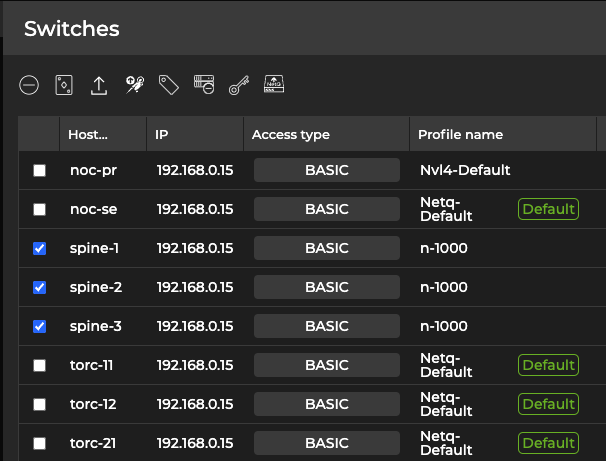 Switches
Host... IP Access type Profile name
noc-pr 192.168.0.15 BASIC Nvl4-Default
noc-se 192.168.0.15 BASIC Netq-
Default Default
spine-1 192.168.0.15 BASIC n-1000
spine-2 192.168.0.15 BASIC n-1000
spine-3 192.168.0.15 BASIC n-1000
torc-11 192.168.0.15 BASIC Netq-
Default Default
torc-12 192.168.0.15 BASIC Netq-
Default Default
torc-21 192.168.0.15 BASIC Netq-
Default Default